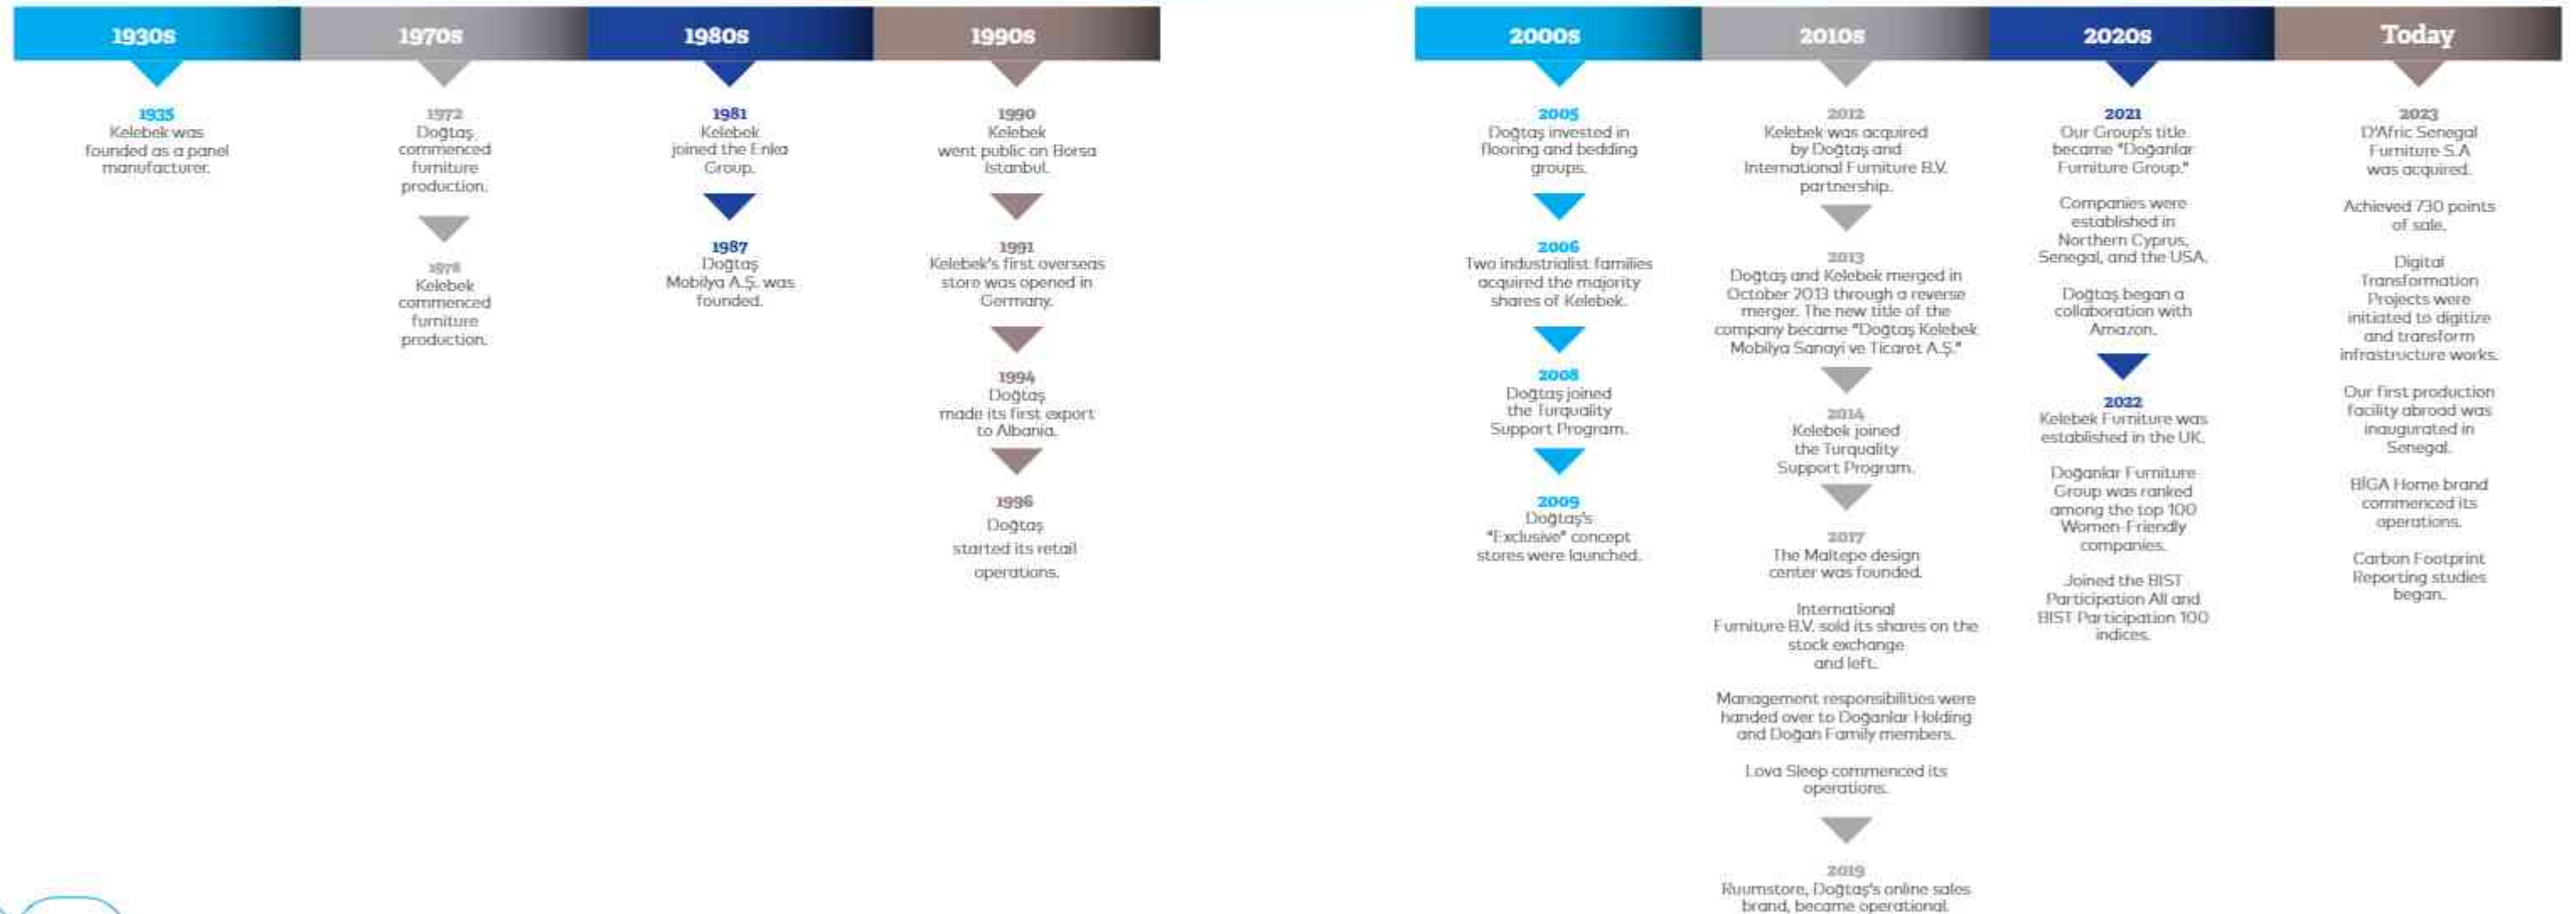 1930s
1935
Kelebek was
founded as a panel
manufacturer.
1970s
1972
Doğtaş
commenced
furniture
production.
1978
Kelebek
commenced
furniture
production.
1980s
1981
Kelebek
joined the Enka
Group.
1987
Doğtaş
Mobilya A.Ş. was
founded.
1990s
1990
Kelebek
went public on Borsa
Istanbul.
1991
Kelebek's first overseas
store was opened in
Germany.
1994
Doğtaş
made its first export
to Albania.
1996
Doğtaş
started its retail
operations.
2000s
2005
Doğtaş invested in
flooring and bedding
groups.
2006
Two industrialist families
acquired the majority
shares of Kelebek.
2008
Doğtaş joined
the Turquality
Support Program.
2009
Doğtaş's
"Exclusive" concept
stores were launched.
2010s
2012
Kelebek was acquired
by Doğtaş and
International Furniture B.V.
partnership.
2013
Doğtaş and Kelebek merged in
October 2013 through a reverse
merger. The new title of the
company became "Doğtaş Kelebek
Mobilya Sanayi ve Ticaret A.Ş."
2014
Kelebek joined
the Turquality
Support Program.
2017
The Maltepe design
center was founded.
International
Furniture B.V. sold its shares on the
stock exchange
and left.
Management responsibilities were
handed over to Doğanlar Holding
and Doğan Family members.
Lova Sleep commenced its
operations.
2019
Ruumstore, Doğtaş's online sales
brand, became operational.
2020s
2021
Our Group's title
became "Doğanlar
Furniture Group."
Companies were
established in
Northern Cyprus,
Senegal, and the USA.
Doğtaş began a
collaboration with
Amazon.
2022
Kelebek Furniture was
established in the UK.
Doğanlar Furniture
Group was ranked
among the top 100
Women-Friendly
companies.
Joined the BIST
Participation All and
BIST Participation 100
indices.
Today
2023
D'Afric Senegal
Furniture S.A
was acquired.
Achieved 730 points
of sale.
Digital
Transformation
Projects were
initiated to digitize
and transform
infrastructure works.
Our first production
facility abroad was
inaugurated in
Senegal.
BİGA Home brand
commenced its
operations.
Carbon Footprint
Reporting studies
began.